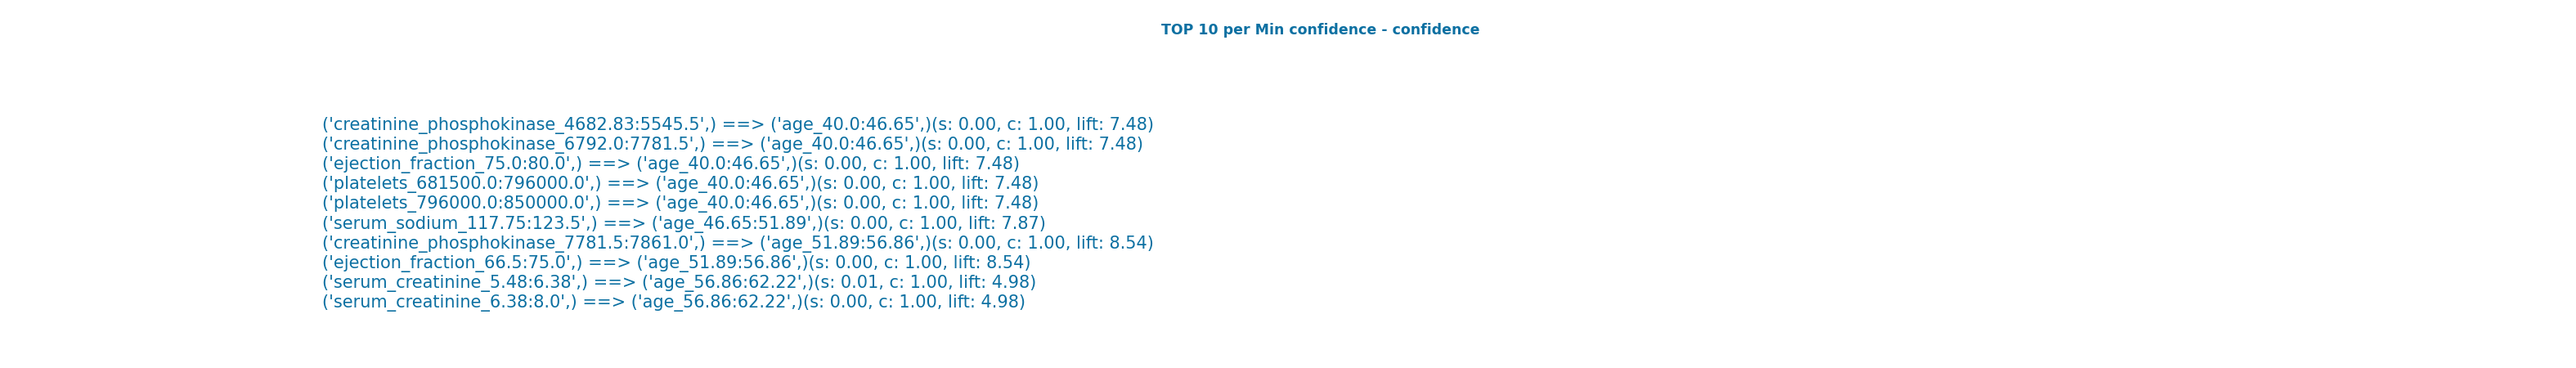 TOP 10 per Min confidence - confidence
('creatinine_phosphokinase_4682.83:5545.5',) ==> ('age_40.0:46.65',)(s: 0.00, c: 1.00, lift: 7.48)
('creatinine_phosphokinase_6792.0:7781.5',) ==> ('age_40.0:46.65',)(s: 0.00, c: 1.00, lift: 7.48)
('ejection_fraction_75.0:80.0',) ==> ('age_40.0:46.65',)(s: 0.00, c: 1.00, lift: 7.48)
('platelets_681500.0:796000.0',) ==> ('age_40.0:46.65',)(s: 0.00, c: 1.00, lift: 7.48)
('platelets_796000.0:850000.0',) ==> ('age_40.0:46.65',)(s: 0.00, c: 1.00, lift: 7.48)
('serum_sodium_117.75:123.5',) ==> ('age_46.65:51.89',)(s: 0.00, c: 1.00, lift: 7.87)
('creatinine_phosphokinase_7781.5:7861.0',) ==> ('age_51.89:56.86',)(s: 0.00, c: 1.00, lift: 8.54)
('ejection_fraction_66.5:75.0',) ==> ('age_51.89:56.86',)(s: 0.00, c: 1.00, lift: 8.54)
('serum_creatinine_5.48:6.38',) ==> ('age_56.86:62.22',)(s: 0.01, c: 1.00, lift: 4.98)
('serum_creatinine_6.38:8.0',) ==> ('age_56.86:62.22',)(s: 0.00, c: 1.00, lift: 4.98)